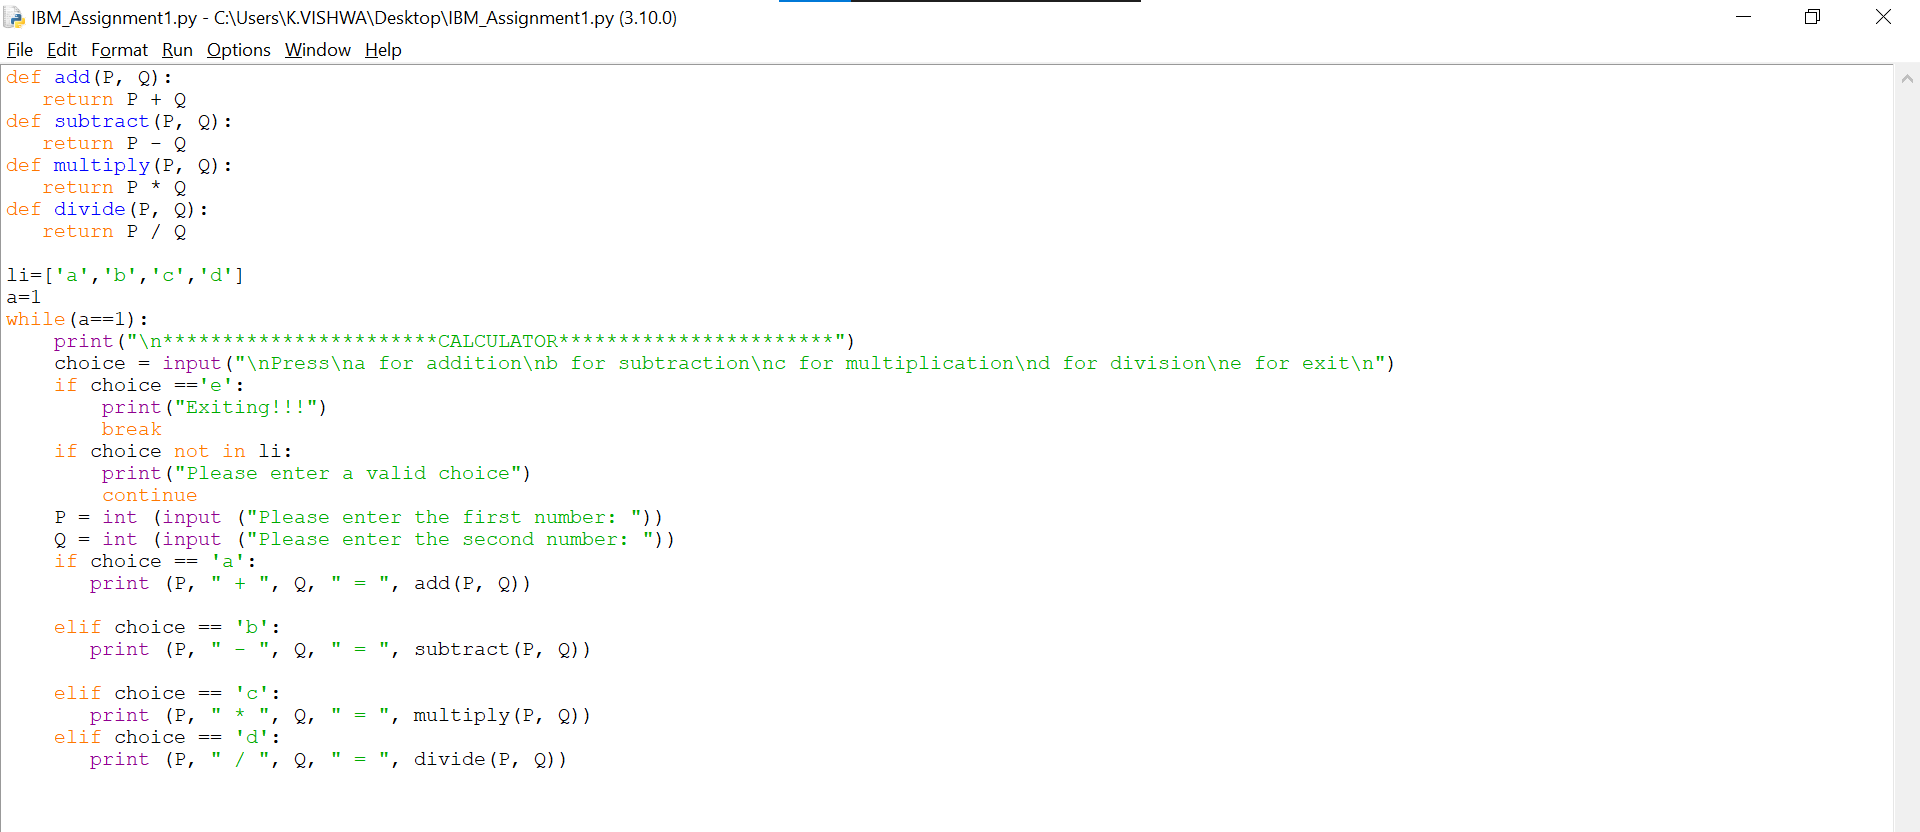 IBM_Assignment1.py - C:\Users\K.VISHWA\Desktop\IBM_Assignment1.py (3.10.0)
File Edit Format Run Options Window Help
def add(P, Q):
   return P + Q
def subtract(P, Q):
   return P - Q
def multiply(P, Q):
   return P * Q
def divide(P, Q):
   return P / Q

li=['a','b','c','d']
a=1
while(a==1):
    print("\n***********************CALCULATOR***********************")
    choice = input("\nPress\na for addition\nb for subtraction\nc for multiplication\nd for division\ne for exit\n")
    if choice =='e':
        print("Exiting!!!")
        break
    if choice not in li:
        print("Please enter a valid choice")
        continue
    P = int (input ("Please enter the first number: "))
    Q = int (input ("Please enter the second number: "))
    if choice == 'a':
       print (P, " + ", Q, " = ", add(P, Q))

    elif choice == 'b':
       print (P, " - ", Q, " = ", subtract(P, Q))

    elif choice == 'c':
       print (P, " * ", Q, " = ", multiply(P, Q))
    elif choice == 'd':
       print (P, " / ", Q, " = ", divide(P, Q))